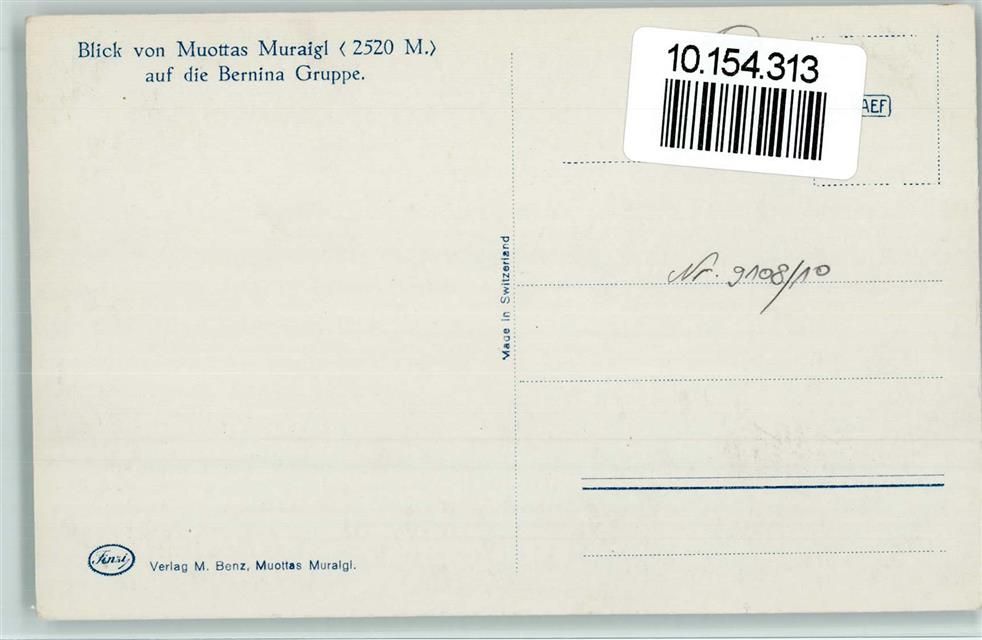 Blick von Muottas Muraigl (2520 M.)
auf die Bernina Gruppe.
10.154.313
AEF
Made in Switzerland
Nr. 9108/10
Verlag M. Benz, Muottas Muraigl.